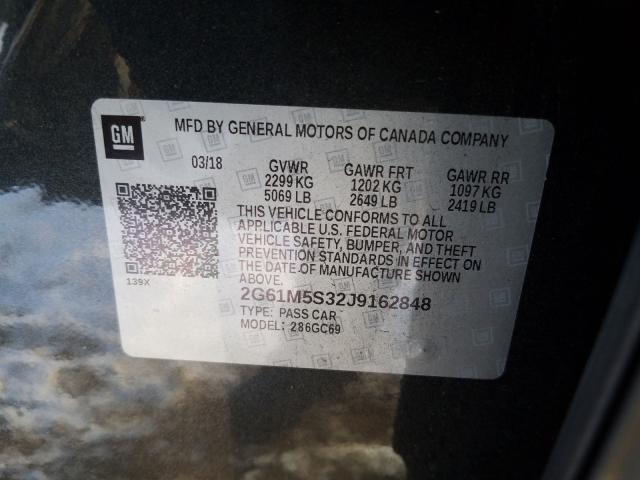 GM
MFD BY GENERAL MOTORS OF CANADA COMPANY
03/18 GVWR GAWR FRT GAWR RR
2299 KG 1202 KG 1097 KG
5069 LB 2649 LB 2419 LB
THIS VEHICLE CONFORMS TO ALL
APPLICABLE U.S. FEDERAL MOTOR
VEHICLE SAFETY, BUMPER, AND THEFT
PREVENTION STANDARDS IN EFFECT ON
THE DATE OF MANUFACTURE SHOWN
ABOVE.
139X
2G61M5S32J9162848
TYPE: PASS CAR
MODEL: 286GC69